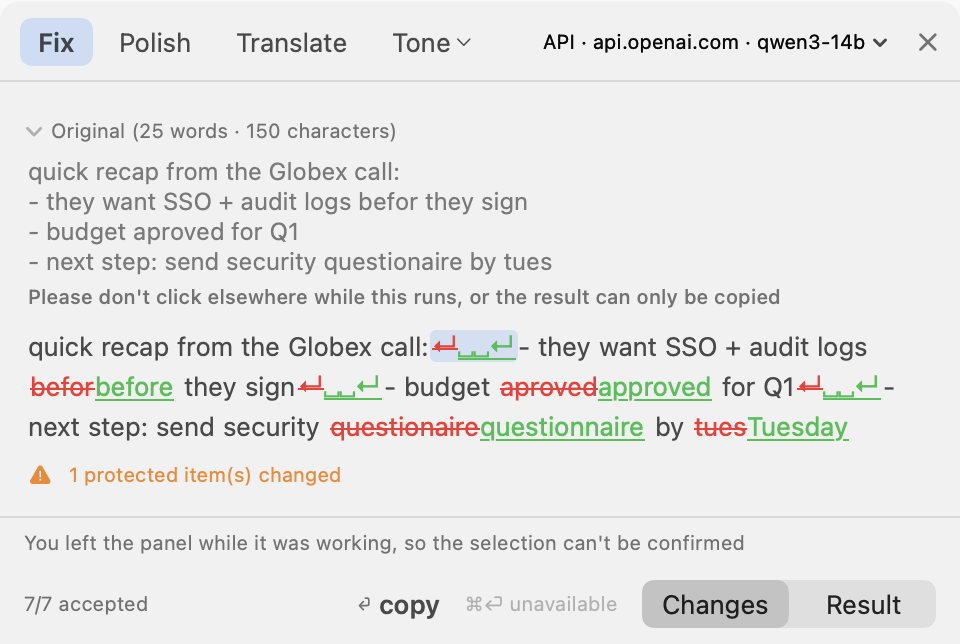 Fix Polish Translate Tone API · api.openai.com · qwen3-14b
Original (25 words · 150 characters)
quick recap from the Globex call:
- they want SSO + audit logs befor they sign
- budget aproved for Q1
- next step: send security questionaire by tues
Please don't click elsewhere while this runs, or the result can only be copied
quick recap from the Globex call:↵␣␣↵- they want SSO + audit logs
beforbefore they sign↵␣␣↵- budget aprovedapproved for Q1↵␣␣↵-
next step: send security questionairequestionnaire by tuesTuesday
1 protected item(s) changed
You left the panel while it was working, so the selection can't be confirmed
7/7 accepted ⏎ copy ⌘⏎ unavailable Changes Result